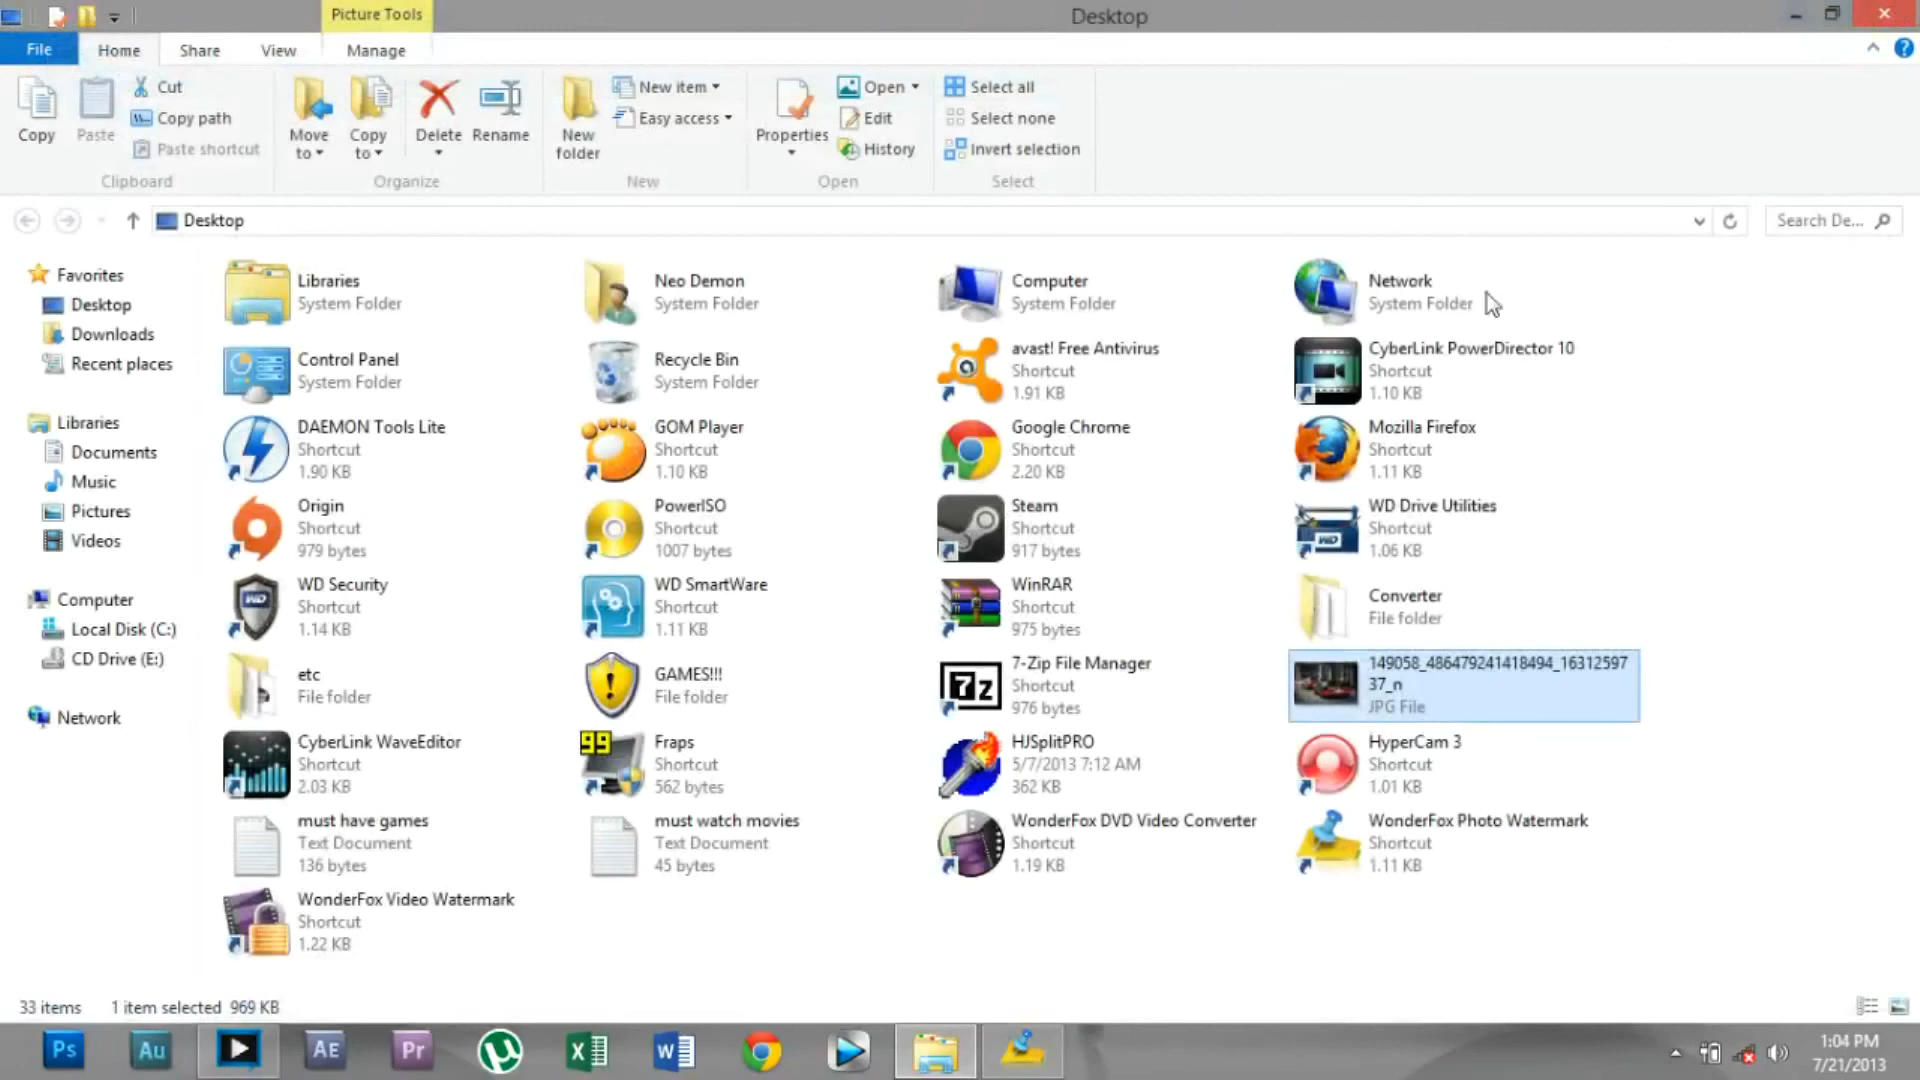 Picture Tools
Desktop
File
Home
Share
View
Manage
Copy
Paste
Cut
Copy path
Paste shortcut
Clipboard
Move to
Copy to
Delete
Rename
Organize
New folder
New item
Easy access
New
Properties
Open
Edit
History
Open
Select all
Select none
Invert selection
Select
Desktop
Search De...
Favorites
Desktop
Downloads
Recent places
Libraries
Documents
Music
Pictures
Videos
Computer
Local Disk (C:)
CD Drive (E:)
Network
Libraries
System Folder
Neo Demon
System Folder
Computer
System Folder
Network
System Folder
Control Panel
System Folder
Recycle Bin
System Folder
avast! Free Antivirus
Shortcut
1.91 KB
CyberLink PowerDirector 10
Shortcut
1.10 KB
DAEMON Tools Lite
Shortcut
1.90 KB
GOM Player
Shortcut
1.10 KB
Google Chrome
Shortcut
2.20 KB
Mozilla Firefox
Shortcut
1.11 KB
Origin
Shortcut
979 bytes
PowerISO
Shortcut
1007 bytes
Steam
Shortcut
917 bytes
WD
WD Drive Utilities
Shortcut
1.06 KB
WD
WD Security
Shortcut
1.14 KB
WD SmartWare
Shortcut
1.11 KB
WinRAR
Shortcut
975 bytes
Converter
File folder
etc
File folder
GAMES!!!
File folder
7z
7-Zip File Manager
Shortcut
976 bytes
149058_486479241418494_16312597
37_n
JPG File
CyberLink WaveEditor
Shortcut
2.03 KB
99
Fraps
Shortcut
562 bytes
HJSplitPRO
5/7/2013 7:12 AM
362 KB
HyperCam 3
Shortcut
1.01 KB
must have games
Text Document
136 bytes
must watch movies
Text Document
45 bytes
WonderFox DVD Video Converter
Shortcut
1.19 KB
WonderFox Photo Watermark
Shortcut
1.11 KB
WonderFox Video Watermark
Shortcut
1.22 KB
33 items
1 item selected 969 KB
Ps
Au
AE
Pr
µ
X
W
1:04 PM
7/21/2013